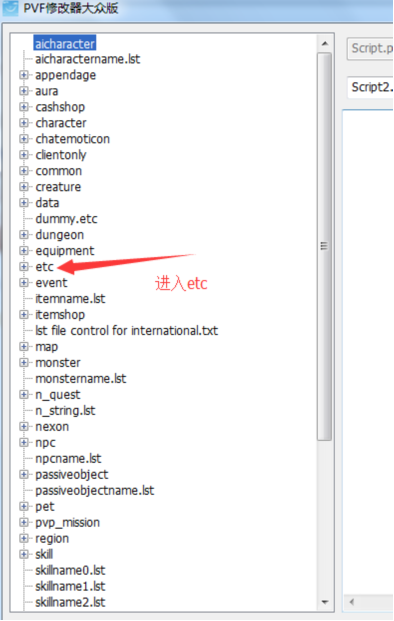 PVF修改器大众版
aicharacter
aicharactername.lst
appendage
aura
cashshop
character
chatemoticon
clientonly
common
creature
data
dummy.etc
dungeon
equipment
etc
进入etc
event
itemname.lst
itemshop
lst file control for international.txt
map
monster
monstername.lst
n_quest
n_string.lst
nexon
npc
npcname.lst
passiveobject
passiveobjectname.lst
pet
pvp_mission
region
skill
skillname0.lst
skillname1.lst
skillname2.lst
Script.p
Script2.